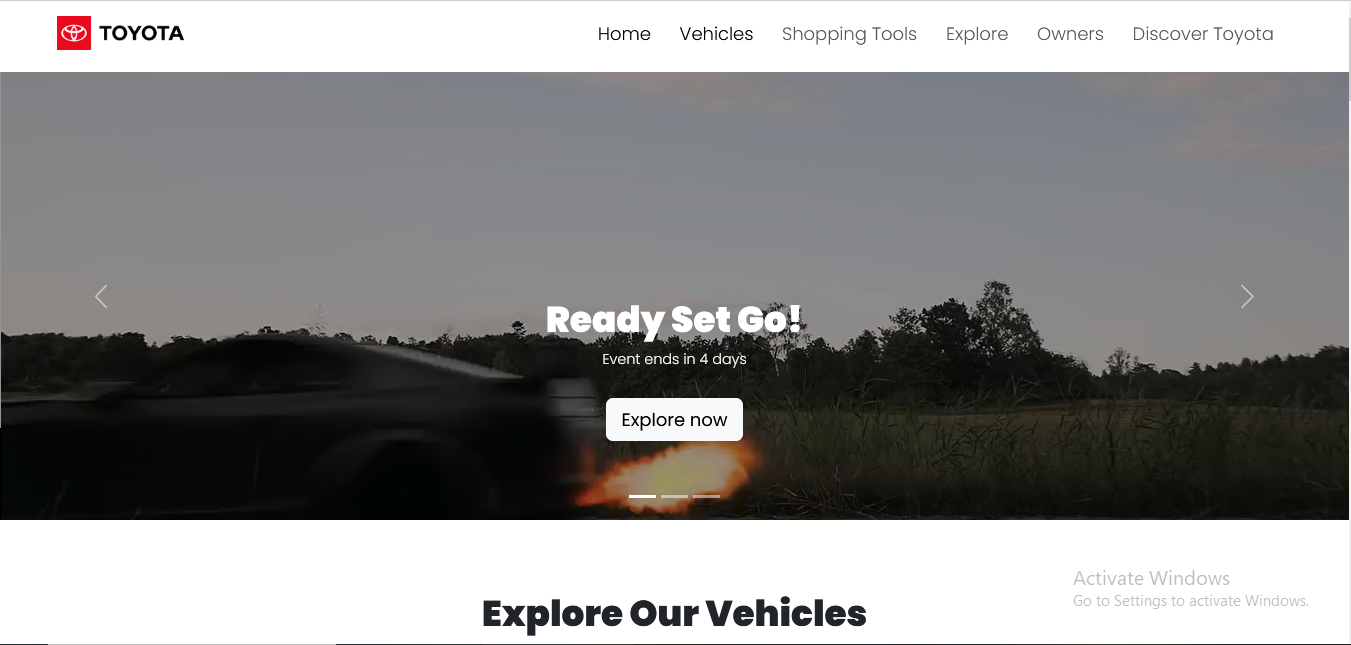 TOYOTA
Home Vehicles Shopping Tools Explore Owners Discover Toyota
Ready Set Go!
Event ends in 4 days
Explore now
Explore Our Vehicles
Activate Windows
Go to Settings to activate Windows.